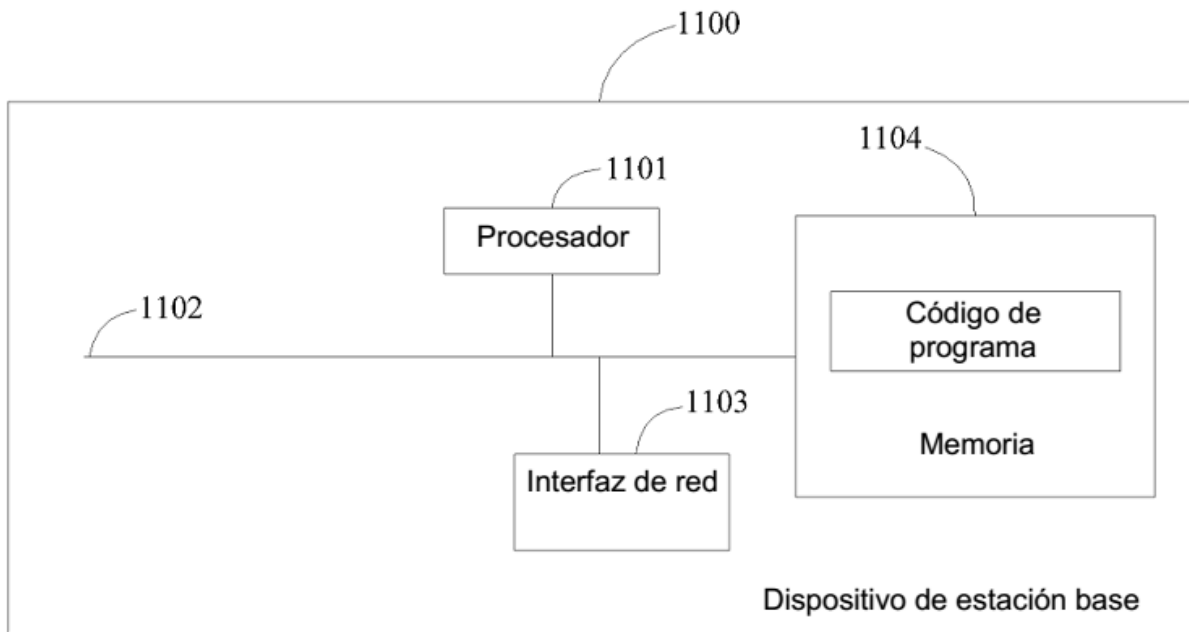 1100
1104
1101
Procesador
1102
Código de
programa
1103
Memoria
Interfaz de red
Dispositivo de estación base